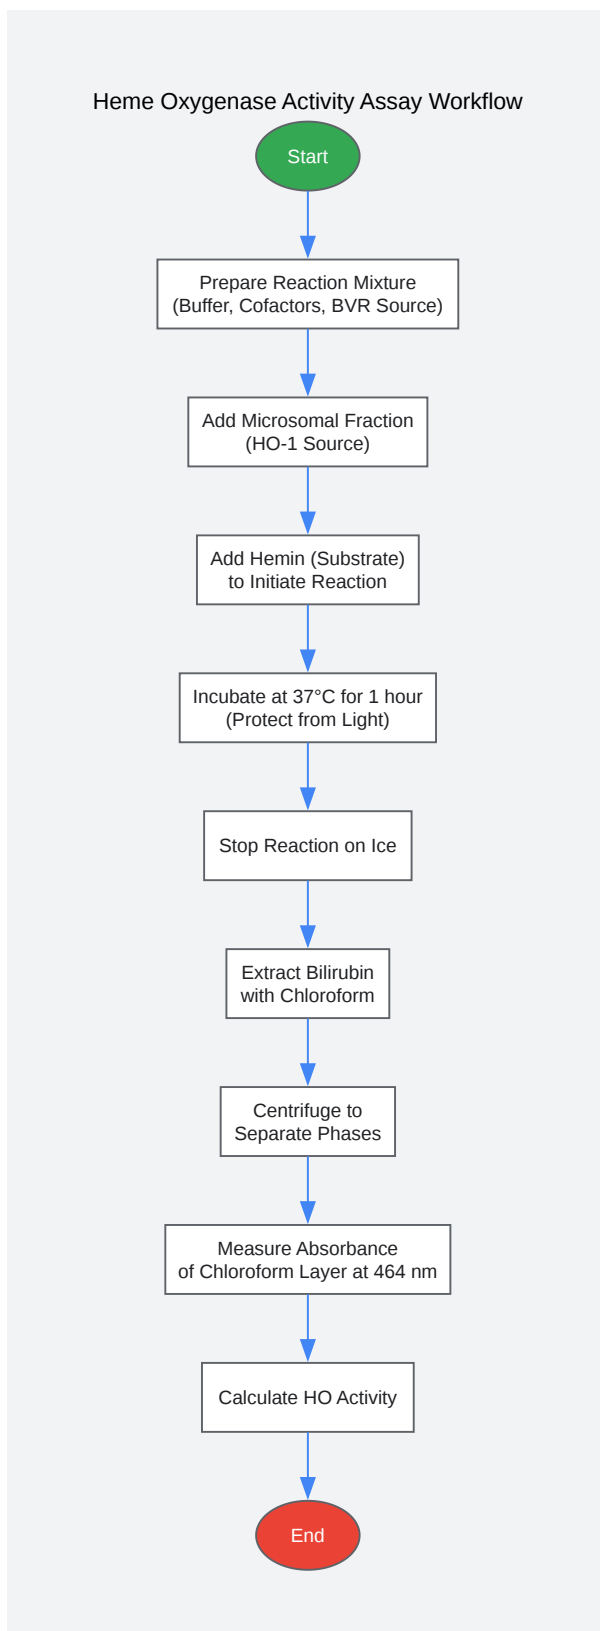 Heme Oxygenase Activity Assay Workflow
Start
Prepare Reaction Mixture
(Buffer, Cofactors, BVR Source)
Add Microsomal Fraction
(HO-1 Source)
Add Hemin (Substrate)
to Initiate Reaction
Incubate at 37°C for 1 hour
(Protect from Light)
Stop Reaction on Ice
Extract Bilirubin
with Chloroform
Centrifuge to
Separate Phases
Measure Absorbance
of Chloroform Layer at 464 nm
Calculate HO Activity
End